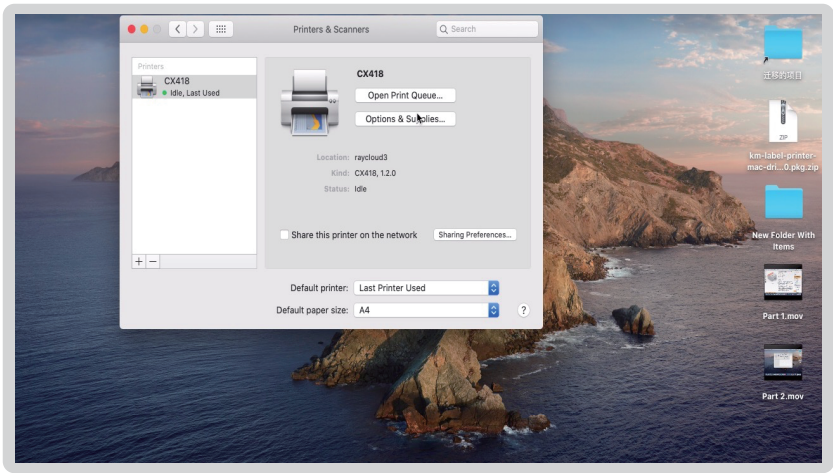 Printers & Scanners
Search
Printers
CX418
Idle, Last Used
CX418
Open Print Queue...
Options & Supplies...
Location: raycloud3
Kind: CX418, 1.2.0
Status: Idle
Share this printer on the network
Sharing Preferences...
+ −
Default printer: Last Printer Used
Default paper size: A4
?
迁移的项目
ZIP
km-label-printer-
mac-dri...0.pkg.zip
New Folder With
Items
Part 1.mov
Part 2.mov